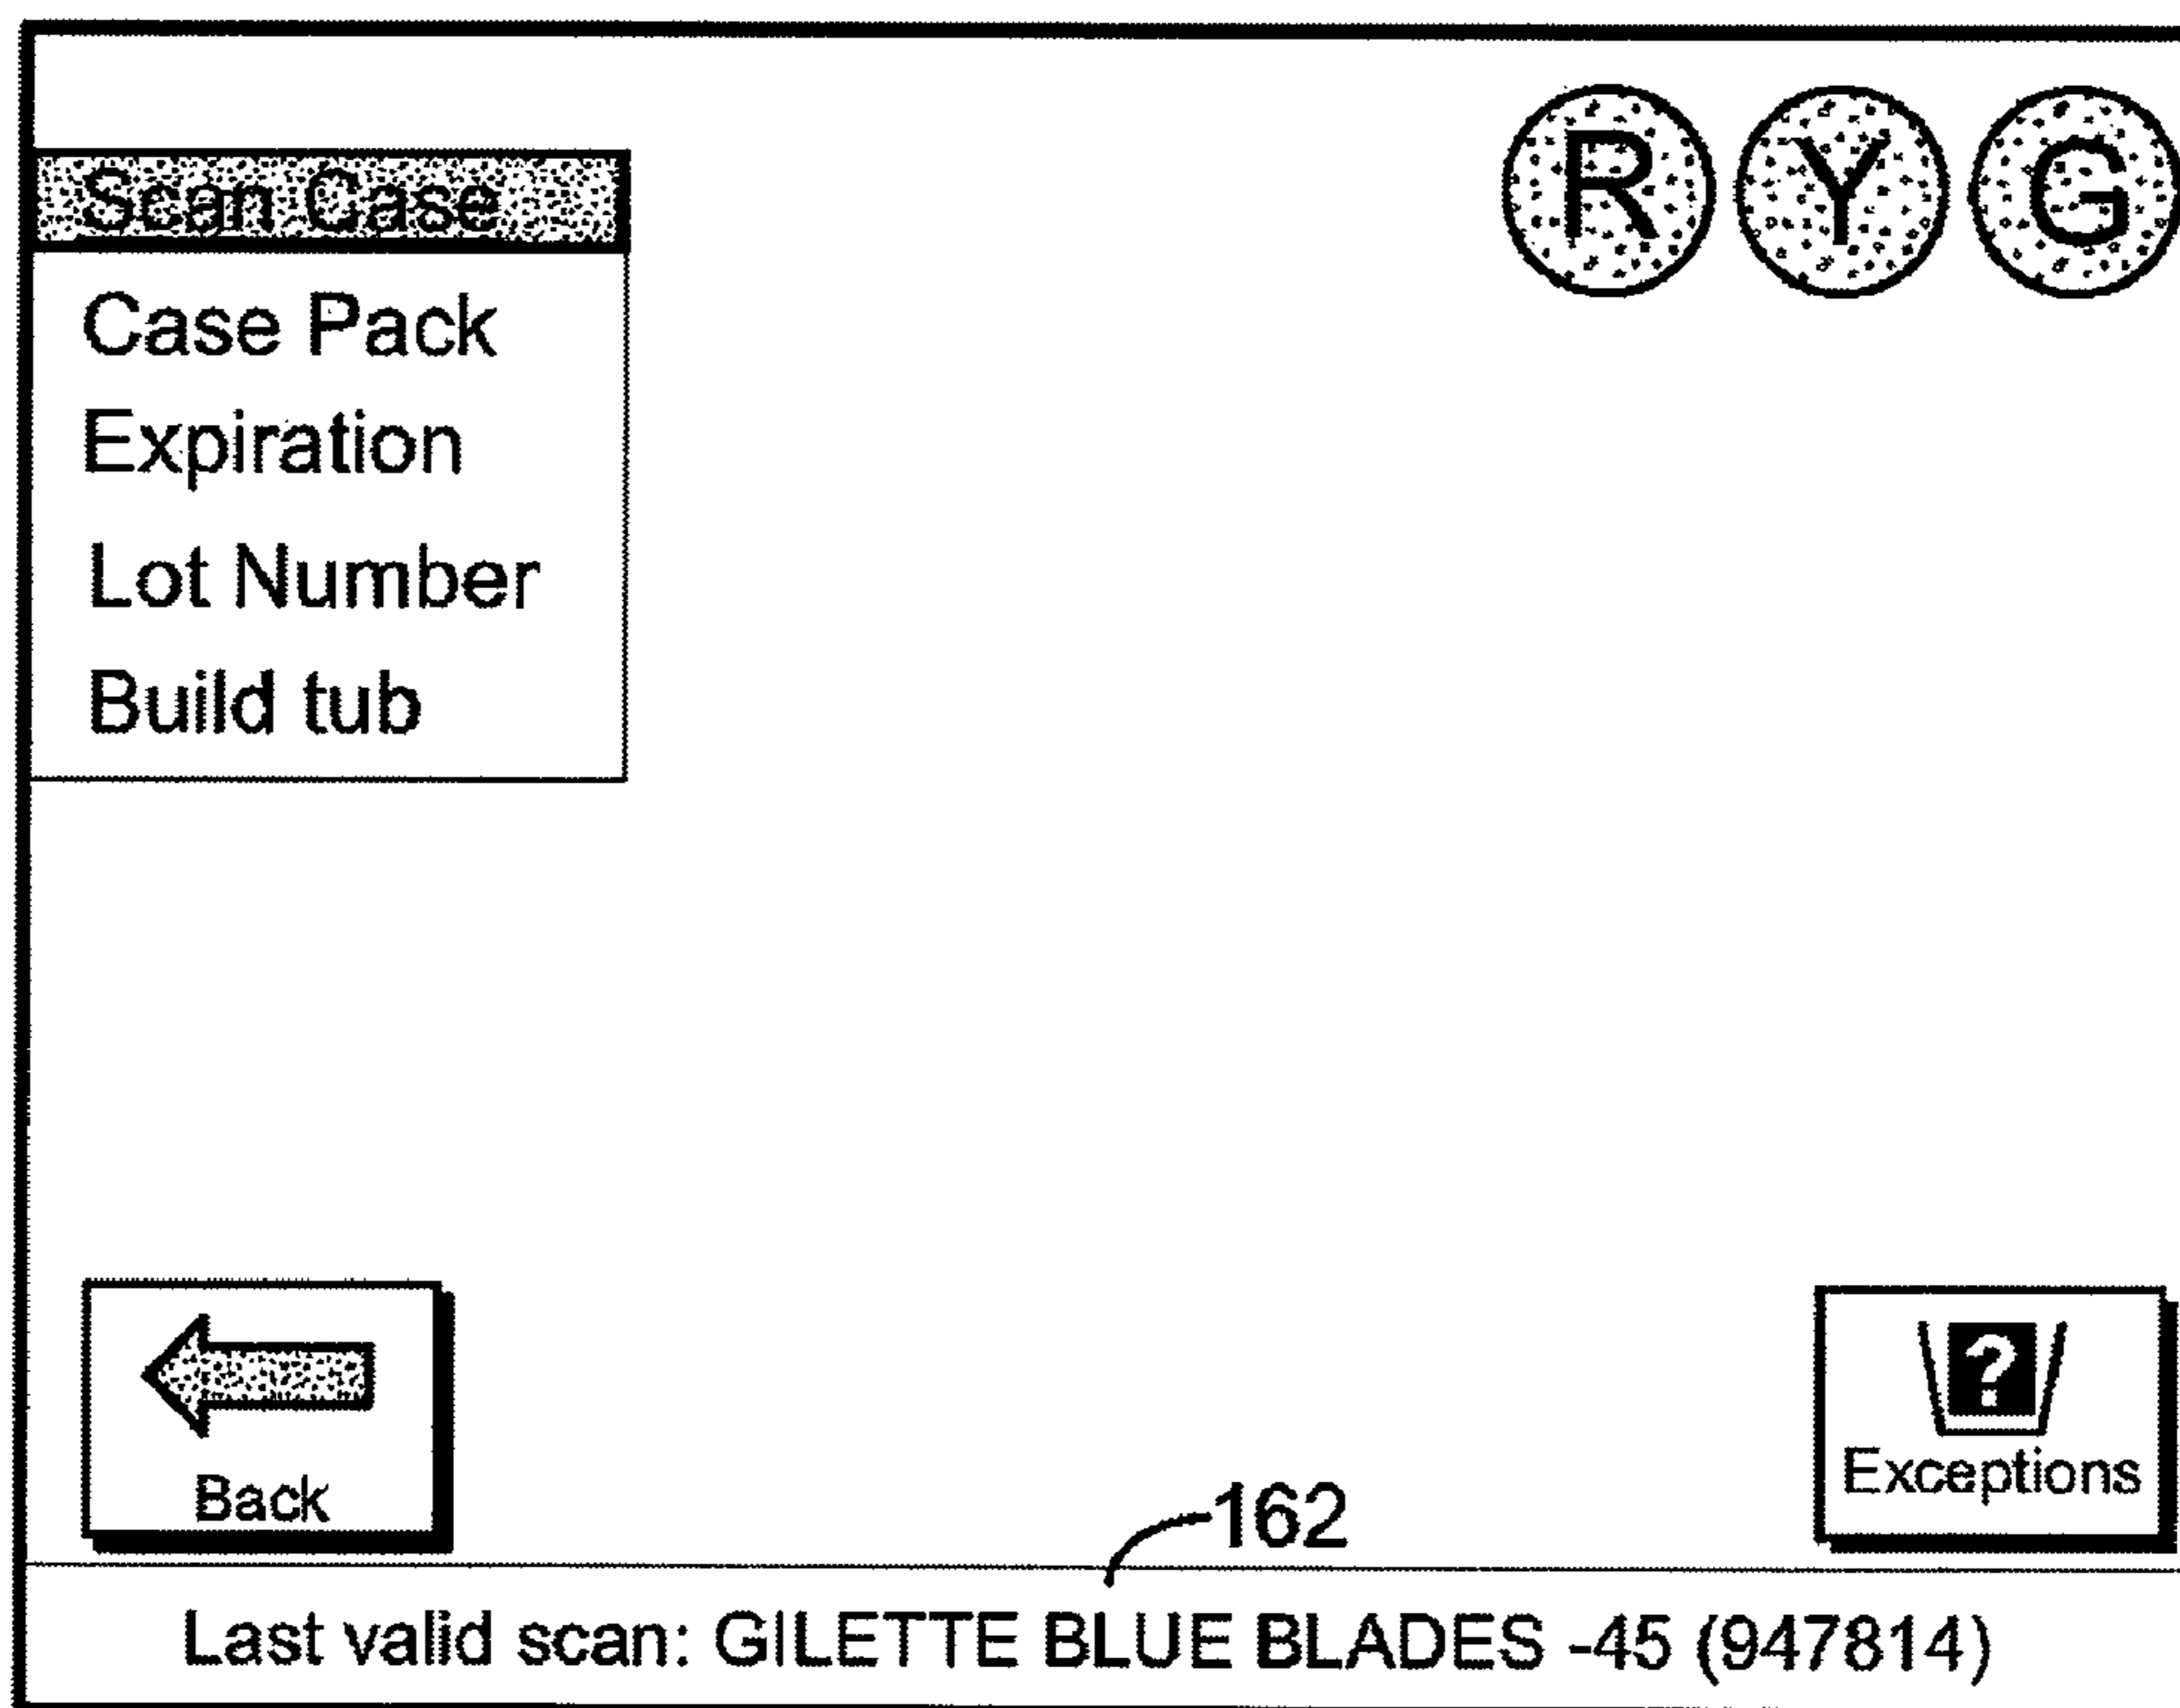 R Y G
Scan Case
Case Pack
Expiration
Lot Number
Build tub
?
Back
Exceptions
162
Last valid scan: GILETTE BLUE BLADES -45 (947814)